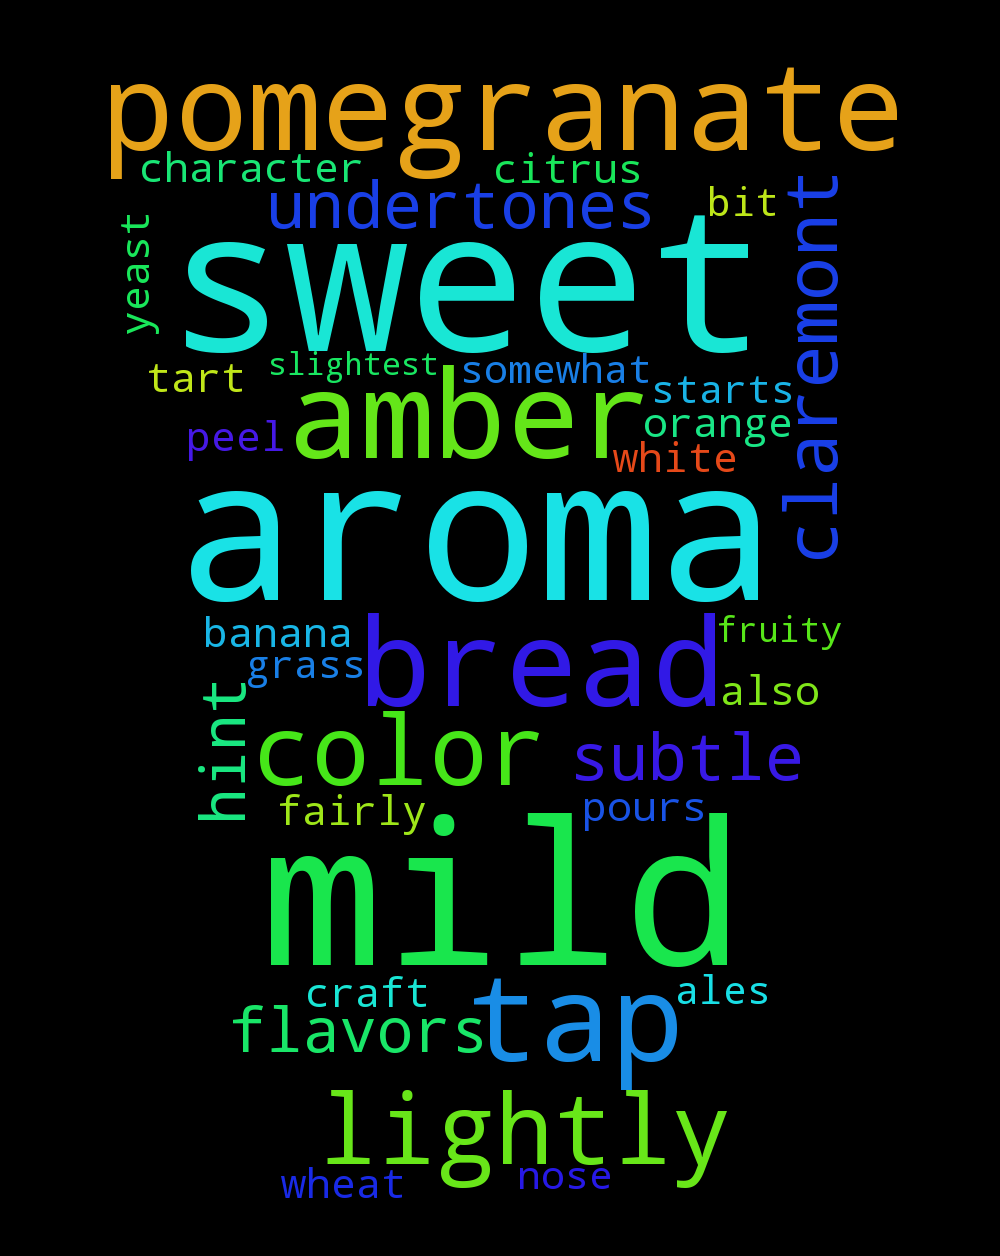 pomegranate
character
citrus
undertones
bit
claremont
yeast
sweet
slightest
somewhat
tart
amber
starts
orange
peel
white
aroma
banana
bread
fruity
grass
also
hint
color
subtle
fairly
pours
mild
craft
tap
ales
flavors
lightly
wheat
nose